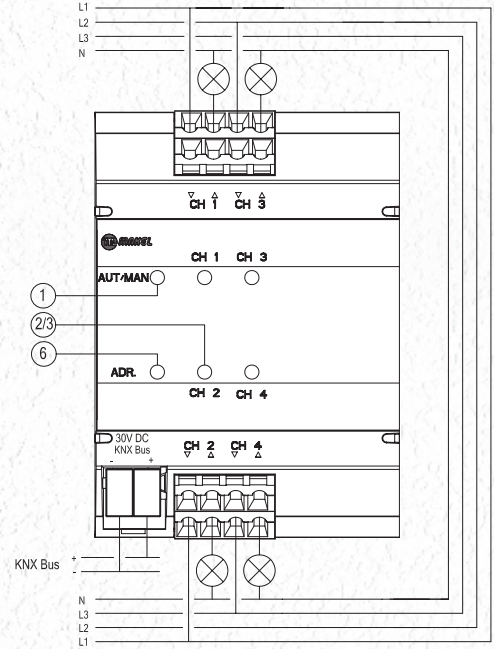 L1
L2
L3
N
CH 1 CH 3
MAKEL
CH 1 CH 3
AUT/MAN
1
2/3
6
ADR.
CH 2 CH 4
30V DC
KNX Bus
- +
CH 2 CH 4
KNX Bus
+
-
N
L3
L2
L1